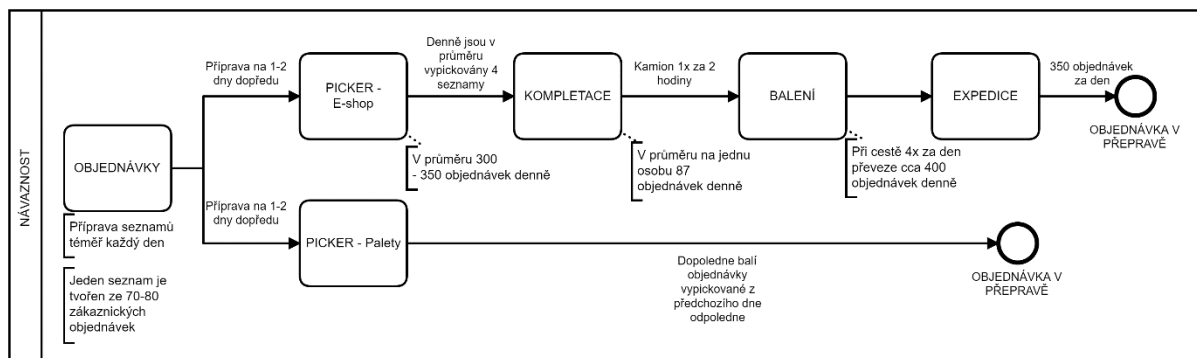 NÁVAZNOST
OBJEDNÁVKY
Příprava seznamů
téměř každý den
Jeden seznam je
tvořen ze 70-80
zákaznických
objednávek
Příprava na 1-2
dny dopředu
PICKER -
E-shop
V průměru 300
- 350 objednávek
denně
Denně jsou v
průměru
vypickovány 4
seznamy
KOMPLETACE
V průměru na jednu
osobu 87
objednávek denně
Kamion 1x za 2
hodiny
BALENÍ
Při cestě 4x za den
převeze cca 400
objednávek denně
EXPEDICE
350 objednávek
za den
OBJEDNÁVKA V
PŘEPRAVĚ
Příprava na 1-2
dny dopředu
PICKER - Palety
Dopoledne balí
objednávky
vypickované z
předchozího dne
odpoledne
OBJEDNÁVKA V
PŘEPRAVĚ